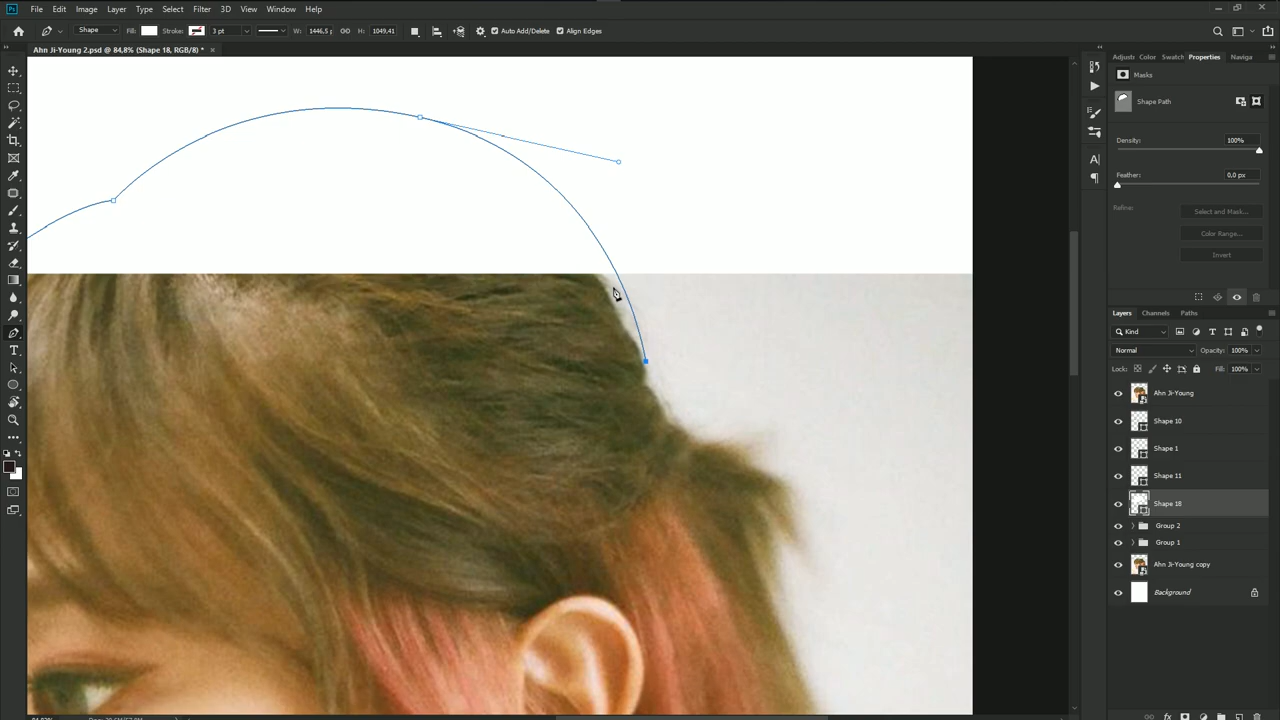 Ps File Edit Image Layer Type Select Filter 3D View Window Help
Shape Fill: Stroke: 3 pt W: 1446,5 H: 1049,41 Auto Add/Delete Align Edges
Ahn Ji-Young 2.psd @ 84,8% (Shape 18, RGB/8) *
Adjusts Color Swatch Properties Naviga
Masks
Shape Path
Density: 100%
Feather: 0,0 px
Refine: Select and Mask...
Color Range...
Invert
Layers Channels Paths
Kind
Normal Opacity: 100%
Lock: Fill: 100%
Ahn Ji-Young
Shape 10
Shape 1
Shape 11
Shape 18
Group 2
Group 1
Ahn Ji-Young copy
Background
fx